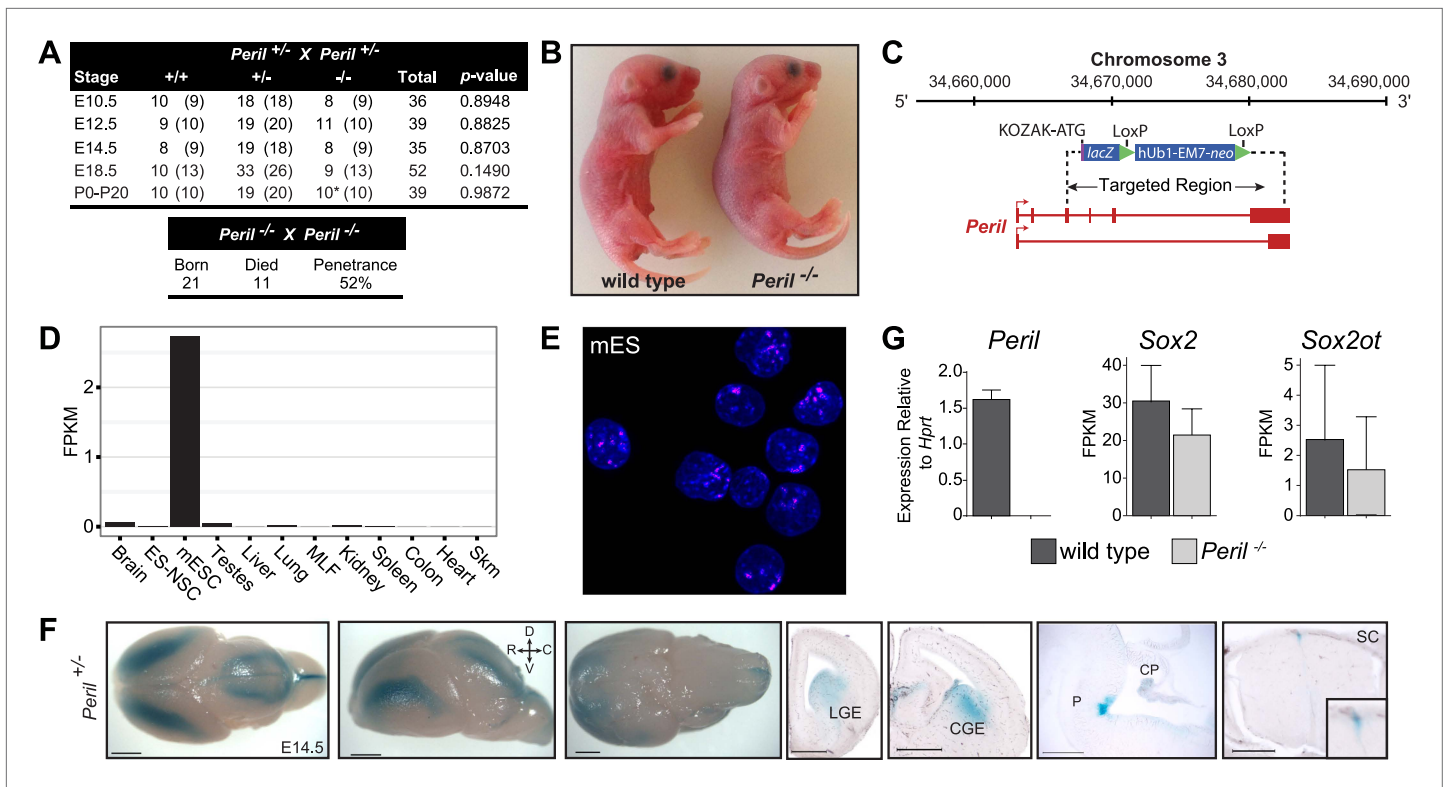 A
Peril +/- X Peril +/-
Stage +/+ +/- -/- Total p-value
E10.5 10 (9) 18 (18) 8 (9) 36 0.8948
E12.5 9 (10) 19 (20) 11 (10) 39 0.8825
E14.5 8 (9) 19 (18) 8 (9) 35 0.8703
E18.5 10 (13) 33 (26) 9 (13) 52 0.1490
P0-P20 10 (10) 19 (20) 10* (10) 39 0.9872
Peril -/- X Peril -/-
Born Died Penetrance
21 11 52%
B
wild type Peril -/-
C
Chromosome 3
34,660,000 34,670,000 34,680,000 34,690,000
5' 3'
KOZAK-ATG LoxP LoxP
lacZ hUb1-EM7-neo
Targeted Region
Peril
D
FPKM
2
1
0
Brain
ES-NSC
mESC
Testes
Liver
Lung
MLF
Kidney
Spleen
Colon
Heart
Skm
E
mES
G
Peril Sox2 Sox2ot
Expression Relative
to Hprt
2.0
1.5
1.0
0.5
0.0
FPKM
40
30
20
10
0
FPKM
5
4
3
2
1
0
wild type Peril -/-
F
Peril +/-
E14.5
D
R C
V
LGE
CGE
P
CP
SC